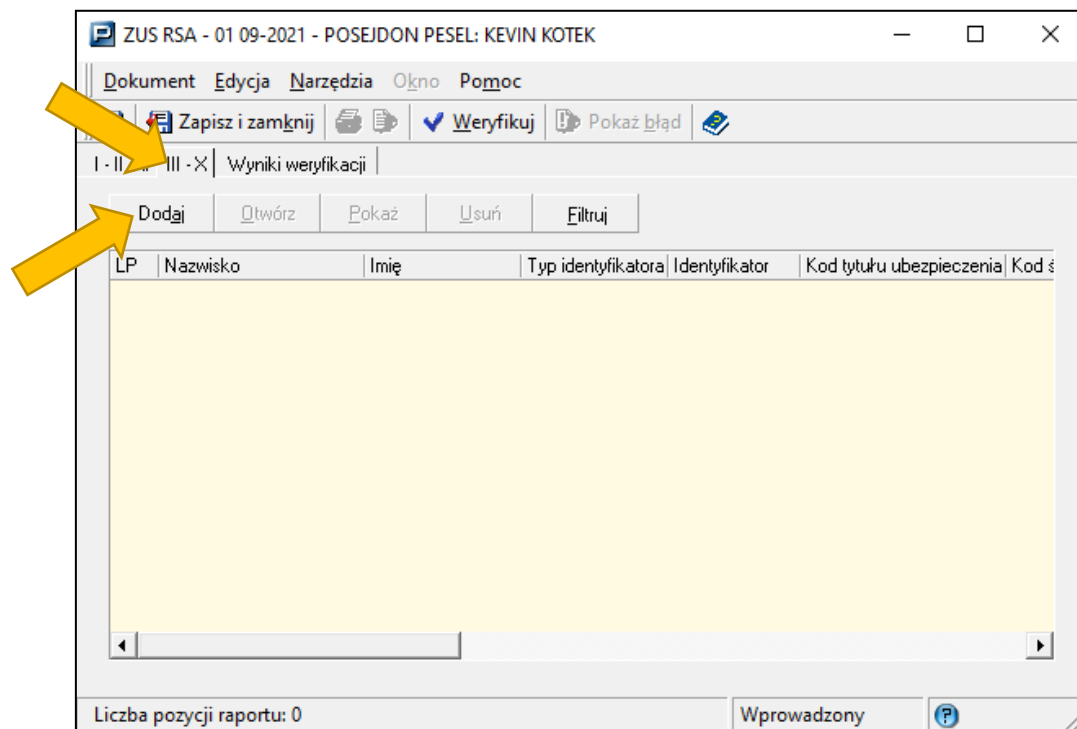 ZUS RSA - 01 09-2021 - POSEJDON PESEL: KEVIN KOTEK
Dokument Edycja Narzędzia Okno Pomoc
Zapisz i zamknij Weryfikuj Pokaż błąd
I - II III - X Wyniki weryfikacji
Dodaj Otwórz Pokaż Usuń Filtruj
LP Nazwisko Imię Typ identyfikatora Identyfikator Kod tytułu ubezpieczenia Kod ś
Liczba pozycji raportu: 0 Wprowadzony